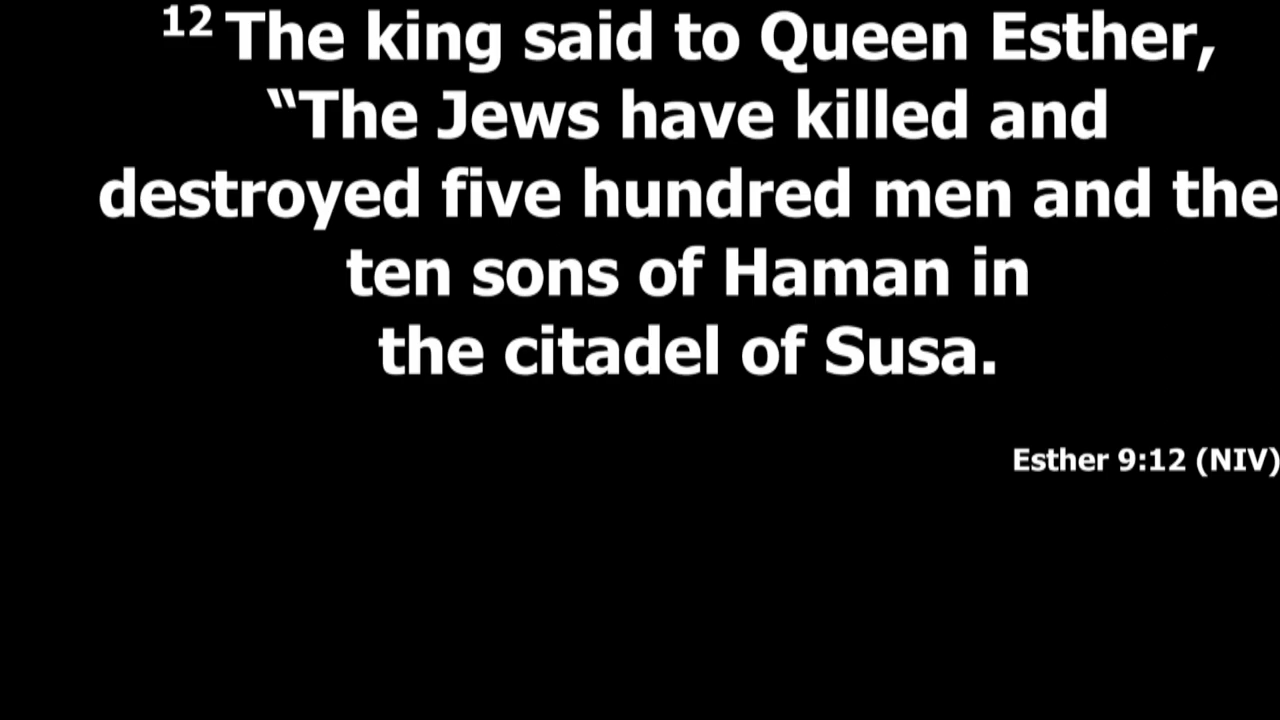 12 The king said to Queen Esther,
“The Jews have killed and
destroyed five hundred men and the
ten sons of Haman in
the citadel of Susa.
Esther 9:12 (NIV)